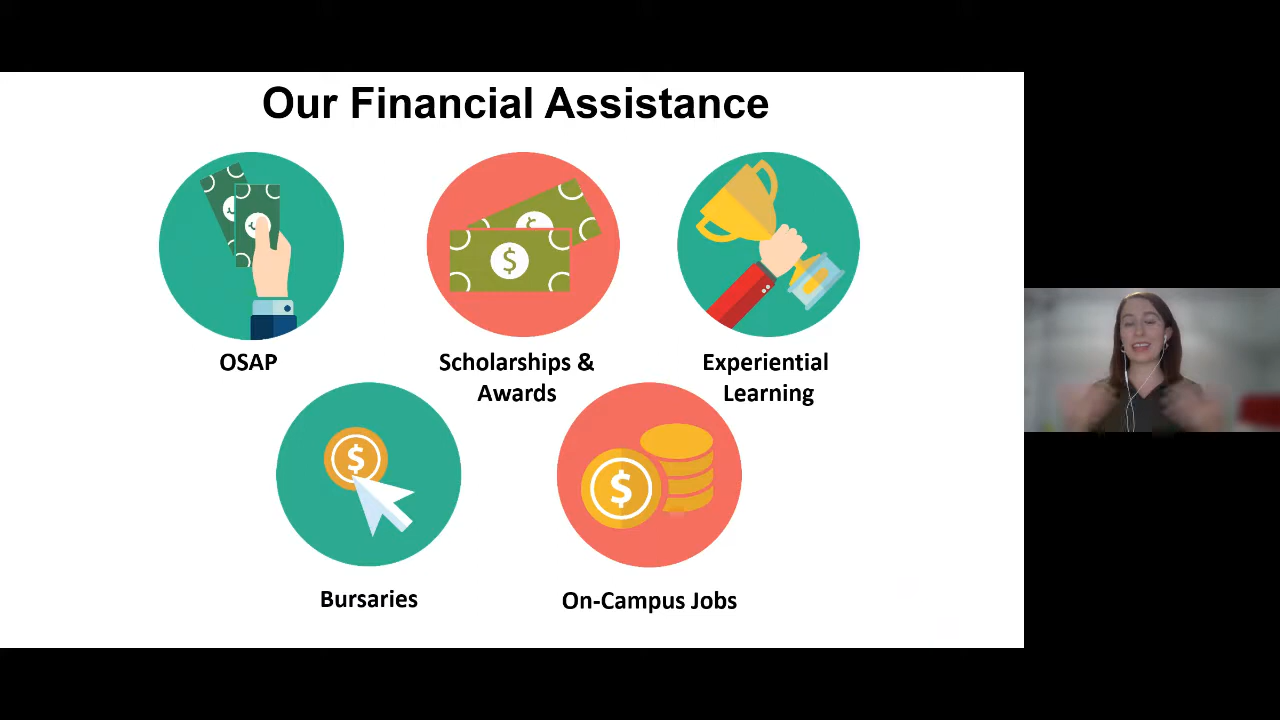 Our Financial Assistance
$
$
OSAP
Scholarships &
Awards
Experiential
Learning
$
$
Bursaries
On-Campus Jobs